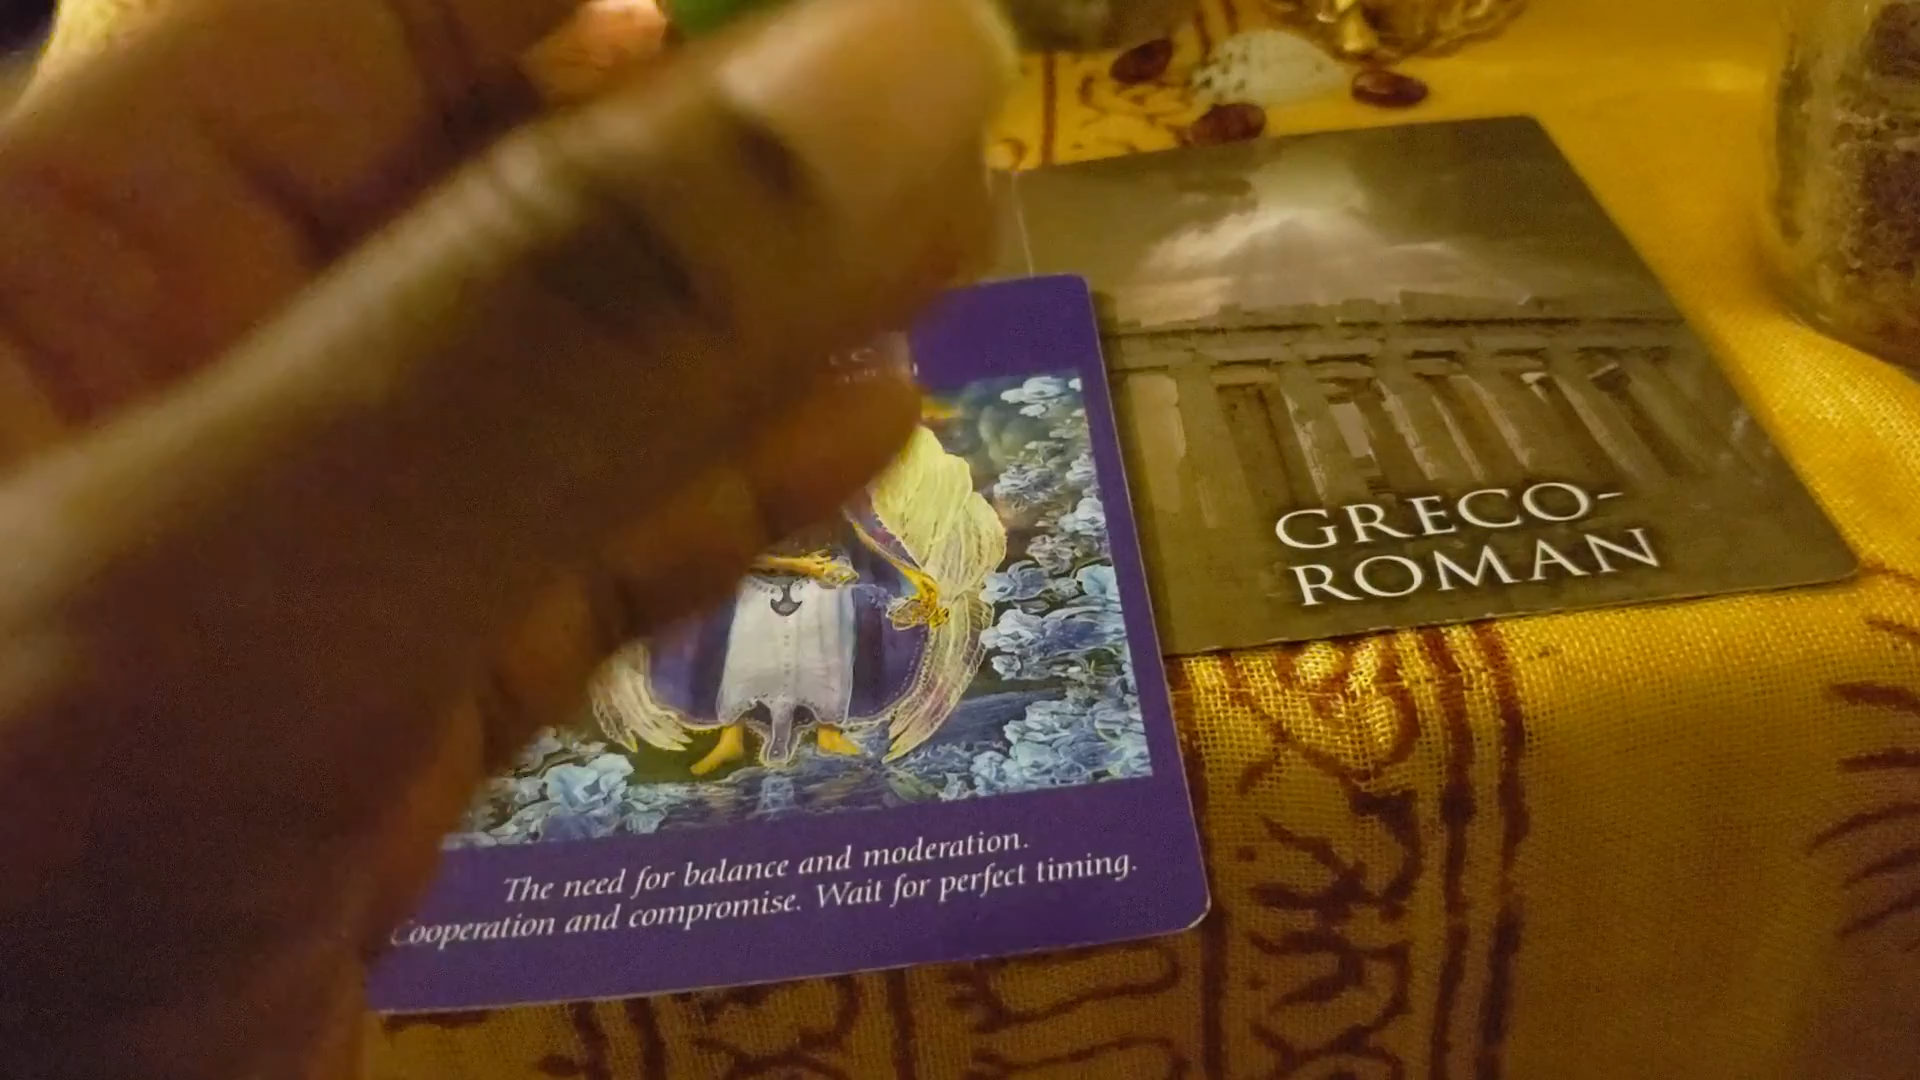 GRECO-
ROMAN
The need for balance and moderation.
Cooperation and compromise. Wait for perfect timing.